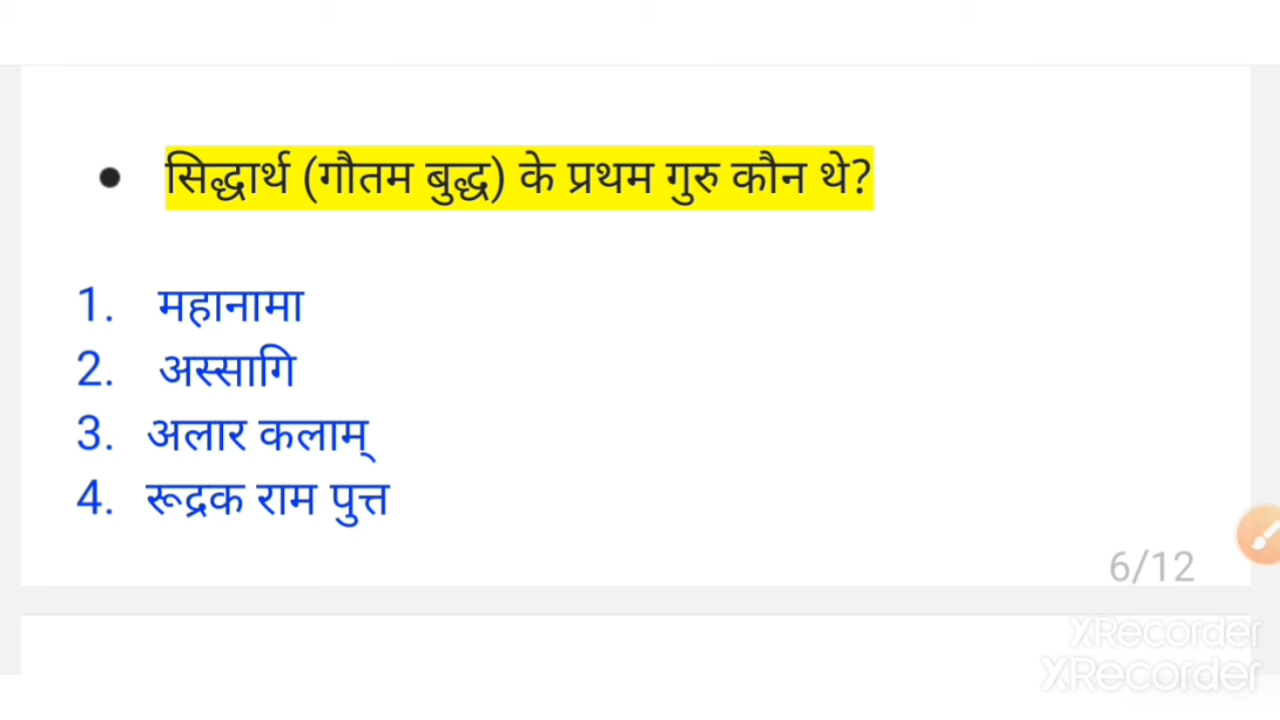 • सिद्धार्थ (गौतम बुद्ध) के प्रथम गुरु कौन थे?
1. महानामा
2. अस्सागि
3. अलार कलाम्
4. रूद्रक राम पुत्त
6/12
XRecorder
XRecorder